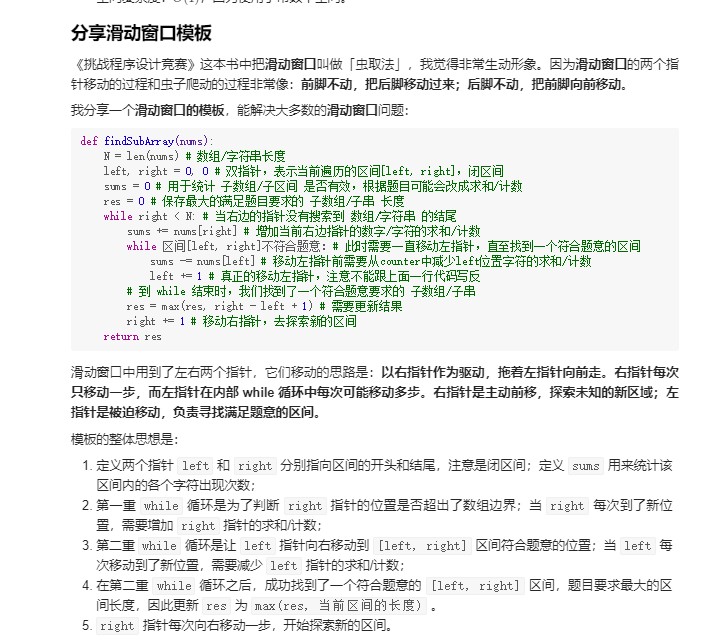 分享滑动窗口模板
《挑战程序设计竞赛》这本书中把滑动窗口叫做「虫取法」，我觉得非常生动形象。因为滑动窗口的两个指
针移动的过程和虫子爬动的过程非常像：前脚不动，把后脚移动过来；后脚不动，把前脚向前移动。
我分享一个滑动窗口的模板，能解决大多数的滑动窗口问题：
def findSubArray(nums):
N = len(nums) # 数组/字符串长度
left, right = 0, 0 # 双指针，表示当前遍历的区间[left, right]，闭区间
sums = 0 # 用于统计 子数组/子区间 是否有效，根据题目可能会改成求和/计数
res = 0 # 保存最大的满足题目要求的 子数组/子串 长度
while right < N: # 当右边的指针没有搜索到 数组/字符串 的结尾
sums += nums[right] # 增加当前右边指针的数字/字符的求和/计数
while 区间[left, right]不符合题意：# 此时需要一直移动左指针，直至找到一个符合题意的区间
sums -= nums[left] # 移动左指针前需要从counter中减少left位置字符的求和/计数
left += 1 # 真正的移动左指针，注意不能跟上面一行代码写反
# 到 while 结束时，我们找到了一个符合题意要求的 子数组/子串
res = max(res, right - left + 1) # 需要更新结果
right += 1 # 移动右指针，去探索新的区间
return res
滑动窗口中用到了左右两个指针，它们移动的思路是：以右指针作为驱动，拖着左指针向前走。右指针每次
只移动一步，而左指针在内部 while 循环中每次可能移动多步。右指针是主动前移，探索未知的新区域；左
指针是被迫移动，负责寻找满足题意的区间。
模板的整体思想是：
1. 定义两个指针 left 和 right 分别指向区间的开头和结尾，注意是闭区间；定义 sums 用来统计该
区间内的各个字符出现次数；
2. 第一重 while 循环是为了判断 right 指针的位置是否超出了数组边界；当 right 每次到了新位
置，需要增加 right 指针的求和/计数；
3. 第二重 while 循环是让 left 指针向右移动到 [left, right] 区间符合题意的位置；当 left 每
次移动到了新位置，需要减少 left 指针的求和/计数；
4. 在第二重 while 循环之后，成功找到了一个符合题意的 [left, right] 区间，题目要求最大的区
间长度，因此更新 res 为 max(res, 当前区间的长度) 。
5. right 指针每次向右移动一步，开始探索新的区间。